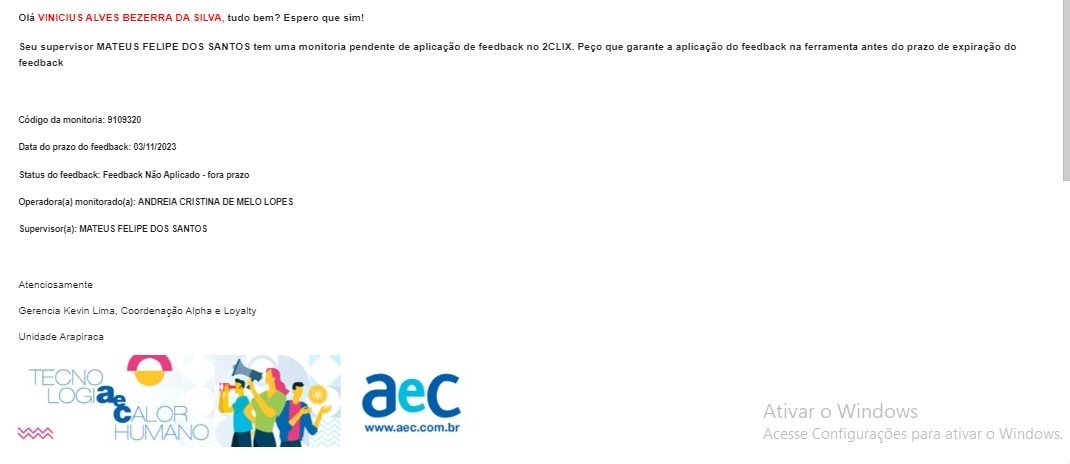 Olá VINICIUS ALVES BEZERRA DA SILVA, tudo bem? Espero que sim!
Seu supervisor MATEUS FELIPE DOS SANTOS tem uma monitoria pendente de aplicação de feedback no 2CLIX. Peço que garante a aplicação do feedback na ferramenta antes do prazo de expiração do
feedback
Código da monitoria: 9109320
Data do prazo do feedback: 03/11/2023
Status do feedback: Feedback Não Aplicado - fora prazo
Operadora(a) monitorado(a): ANDREIA CRISTINA DE MELO LOPES
Supervisor(a): MATEUS FELIPE DOS SANTOS
Atenciosamente
Gerencia Kevin Lima, Coordenação Alpha e Loyalty
Unidade Arapiraca
TECNO
LOGIA
aeC
CALOR
HUMANO
aeC
www.aec.com.br
Ativar o Windows
Acesse Configurações para ativar o Windows.